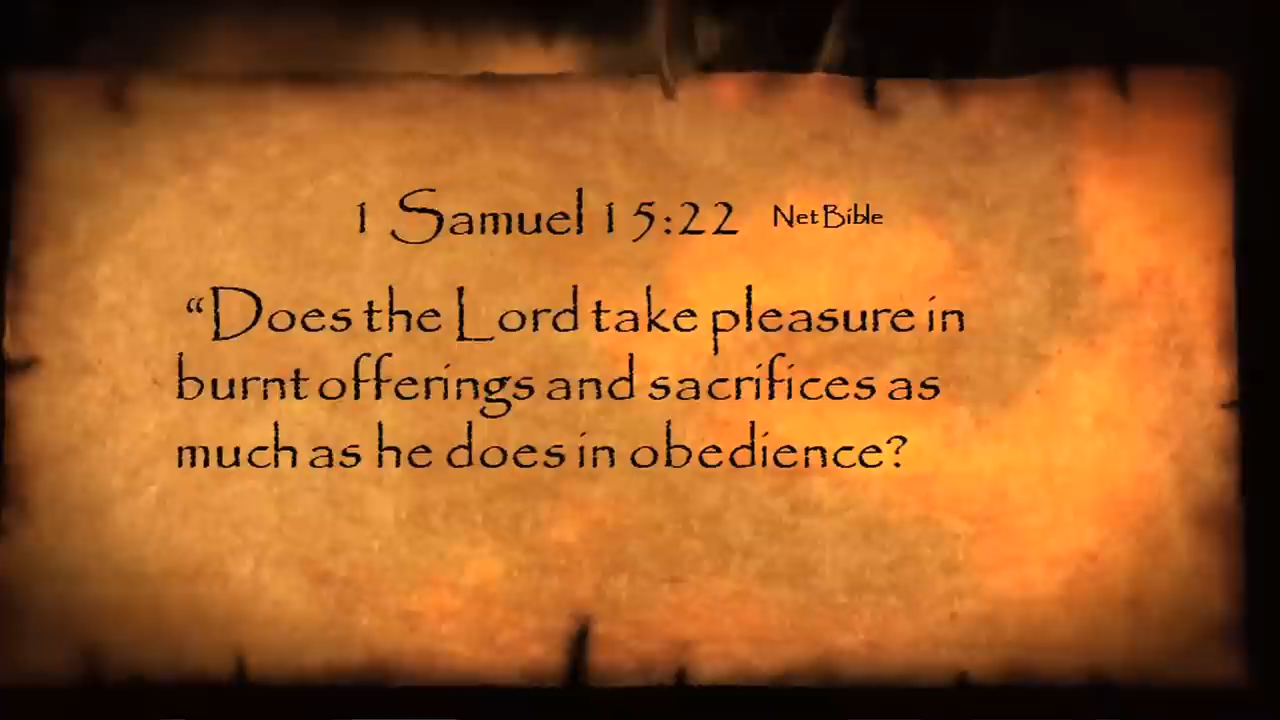 1 Samuel 15:22 Net Bible
“Does the Lord take pleasure in
burnt offerings and sacrifices as
much as he does in obedience?